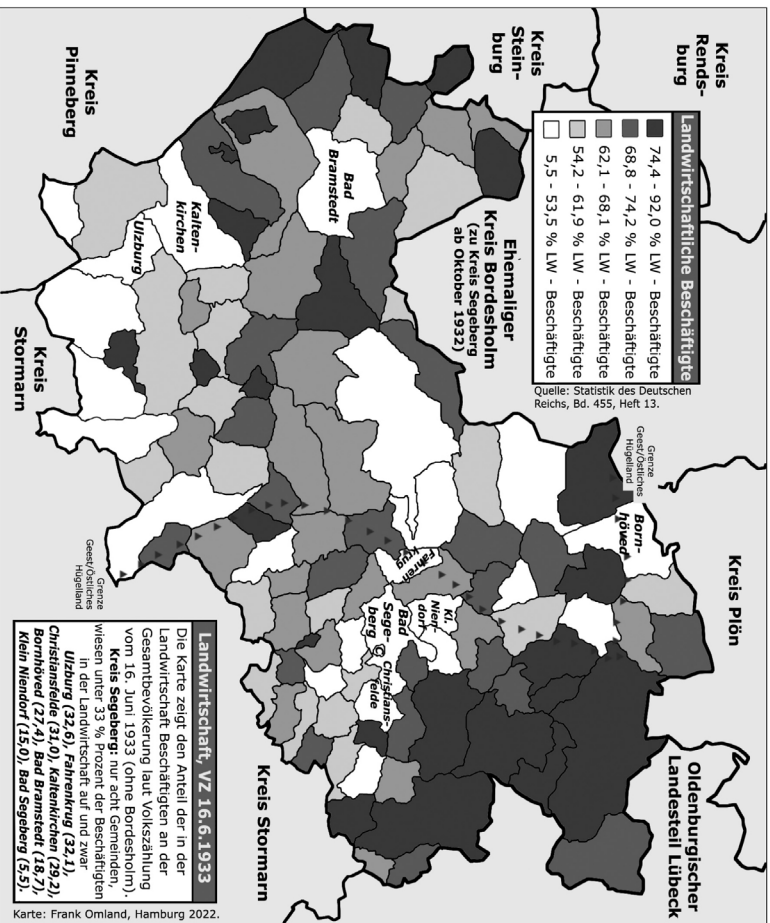 Kreis
Pinneberg
Kreis
Stein-
burg
Kreis
Rends-
burg
Landwirtschaftliche Beschäftigte
74,4 - 92,0 % LW - Beschäftigte
68,8 - 74,2 % LW - Beschäftigte
62,1 - 68,1 % LW - Beschäftigte
54,2 - 61,9 % LW - Beschäftigte
5,5 - 53,5 % LW - Beschäftigte
Quelle: Statistik des Deutschen
Reichs, Bd. 455, Heft 13.
Ehemaliger
Kreis Bordesholm
(zu Kreis Segeberg
ab Oktober 1932)
Bad
Bramstedt
Kalten-
kirchen
Ulzburg
Kreis
Stormarn
Grenze
Geest/Östliches
Hügelland
Born-
höved
Kreis Plön
Fahren
krug
Kl.
Nien-
dorf
Bad
Sege-
berg
Christians-
felde
Grenze
Geest/Östliches
Hügelland
Oldenburgischer
Landesteil Lübeck
Kreis Stormarn
Landwirtschaft, VZ 16.6.1933
Die Karte zeigt den Anteil der in der
Landwirtschaft Beschäftigten an der
Gesamtbevölkerung laut Volkszählung
vom 16. Juni 1933 (ohne Bordesholm).
Kreis Segeberg: nur acht Gemeinden,
wiesen unter 33 % Prozent der Beschäftigten
in der Landwirtschaft auf und zwar
Ulzburg (32,6), Fahrenkrug (32,1),
Christiansfelde (31,0), Kaltenkirchen (29,2),
Bornhöved (27,4), Bad Bramstedt (18,7),
Klein Niendorf (15,0), Bad Segeberg (5,5).
Karte: Frank Omland, Hamburg 2022.